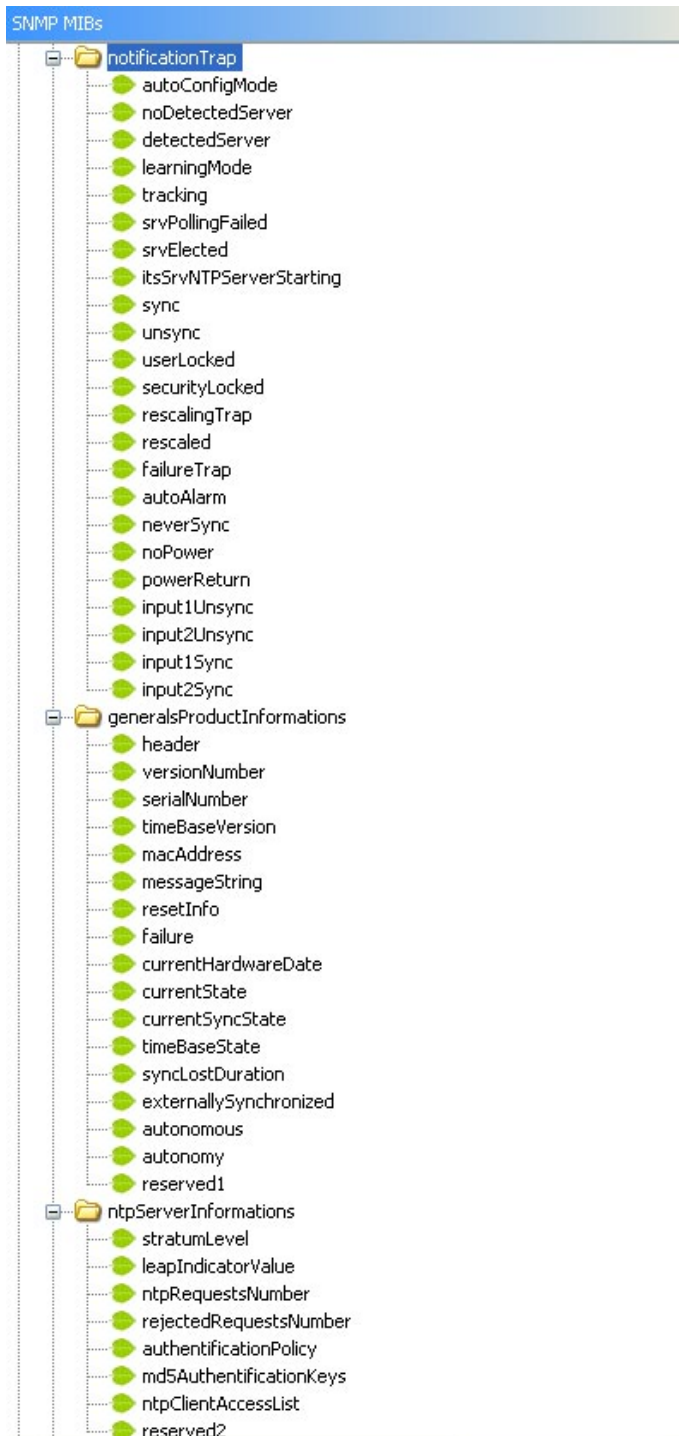 SNMP MIBs
notificationTrap
autoConfigMode
noDetectedServer
detectedServer
learningMode
tracking
srvPollingFailed
srvElected
itsSrvNTPServerStarting
sync
unsync
userLocked
securityLocked
rescalingTrap
rescaled
failureTrap
autoAlarm
neverSync
noPower
powerReturn
input1Unsync
input2Unsync
input1Sync
input2Sync
generalsProductInformations
header
versionNumber
serialNumber
timeBaseVersion
macAddress
messageString
resetInfo
failure
currentHardwareDate
currentState
currentSyncState
timeBaseState
syncLostDuration
externallySynchronized
autonomous
autonomy
reserved1
ntpServerInformations
stratumLevel
leapIndicatorValue
ntpRequestsNumber
rejectedRequestsNumber
authentificationPolicy
md5AuthentificationKeys
ntpClientAccessList
reserved2